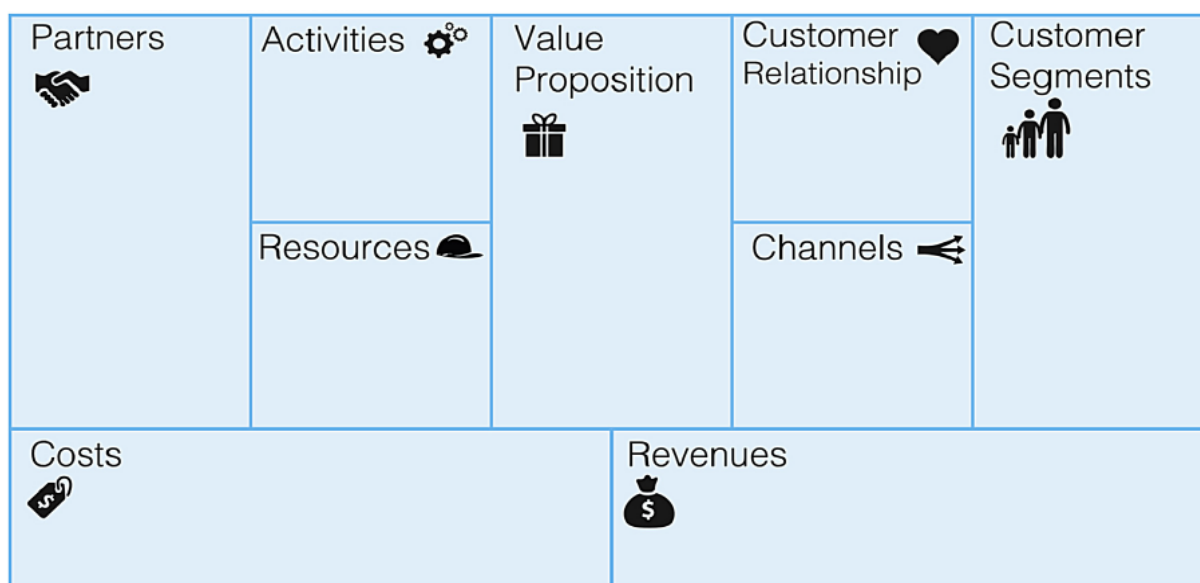 Partners
Activities
Value
Proposition
Customer
Relationship
Customer
Segments
Resources
Channels
Costs
$
Revenues
$